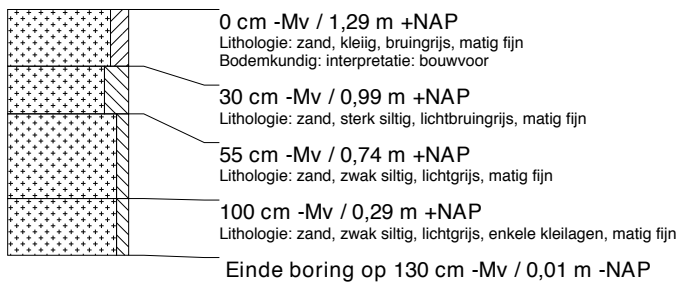 0 cm -Mv / 1,29 m +NAP
Lithologie: zand, kleiig, bruingrijs, matig fijn
Bodemkundig: interpretatie: bouwvoor
30 cm -Mv / 0,99 m +NAP
Lithologie: zand, sterk siltig, lichtbruingrijs, matig fijn
55 cm -Mv / 0,74 m +NAP
Lithologie: zand, zwak siltig, lichtgrijs, matig fijn
100 cm -Mv / 0,29 m +NAP
Lithologie: zand, zwak siltig, lichtgrijs, enkele kleilagen, matig fijn
Einde boring op 130 cm -Mv / 0,01 m -NAP